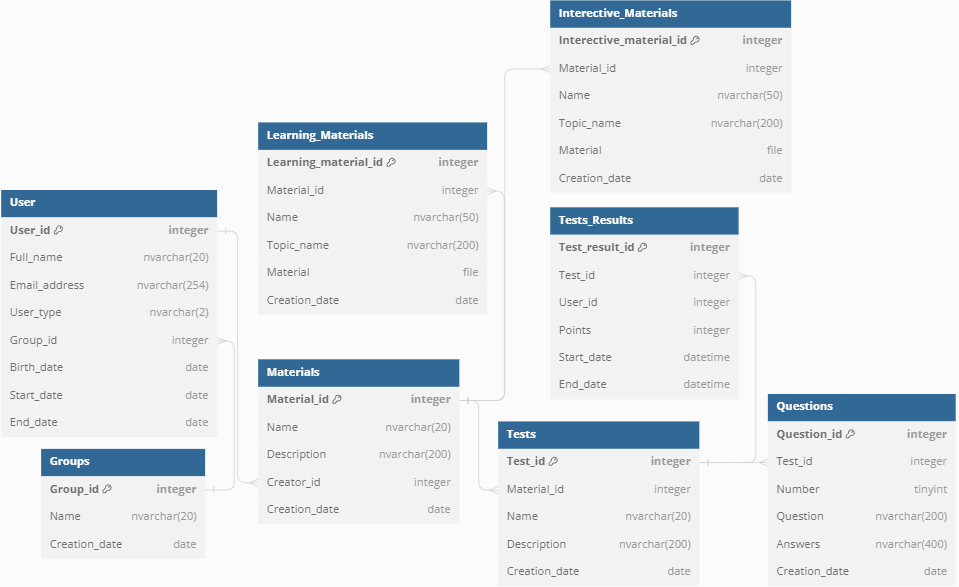 Interective_Materials
Interective_material_id integer
Material_id integer
Name nvarchar(50)
Topic_name nvarchar(200)
Material file
Creation_date date
Learning_Materials
Learning_material_id integer
Material_id integer
Name nvarchar(50)
Topic_name nvarchar(200)
Material file
Creation_date date
User
User_id integer
Full_name nvarchar(20)
Email_address nvarchar(254)
User_type nvarchar(2)
Group_id integer
Birth_date date
Start_date date
End_date date
Tests_Results
Test_result_id integer
Test_id integer
User_id integer
Points integer
Start_date datetime
End_date datetime
Materials
Material_id integer
Name nvarchar(20)
Description nvarchar(200)
Creator_id integer
Creation_date date
Groups
Group_id integer
Name nvarchar(20)
Creation_date date
Tests
Test_id integer
Material_id integer
Name nvarchar(20)
Description nvarchar(200)
Creation_date date
Questions
Question_id integer
Test_id integer
Number tinyint
Question nvarchar(200)
Answers nvarchar(400)
Creation_date date